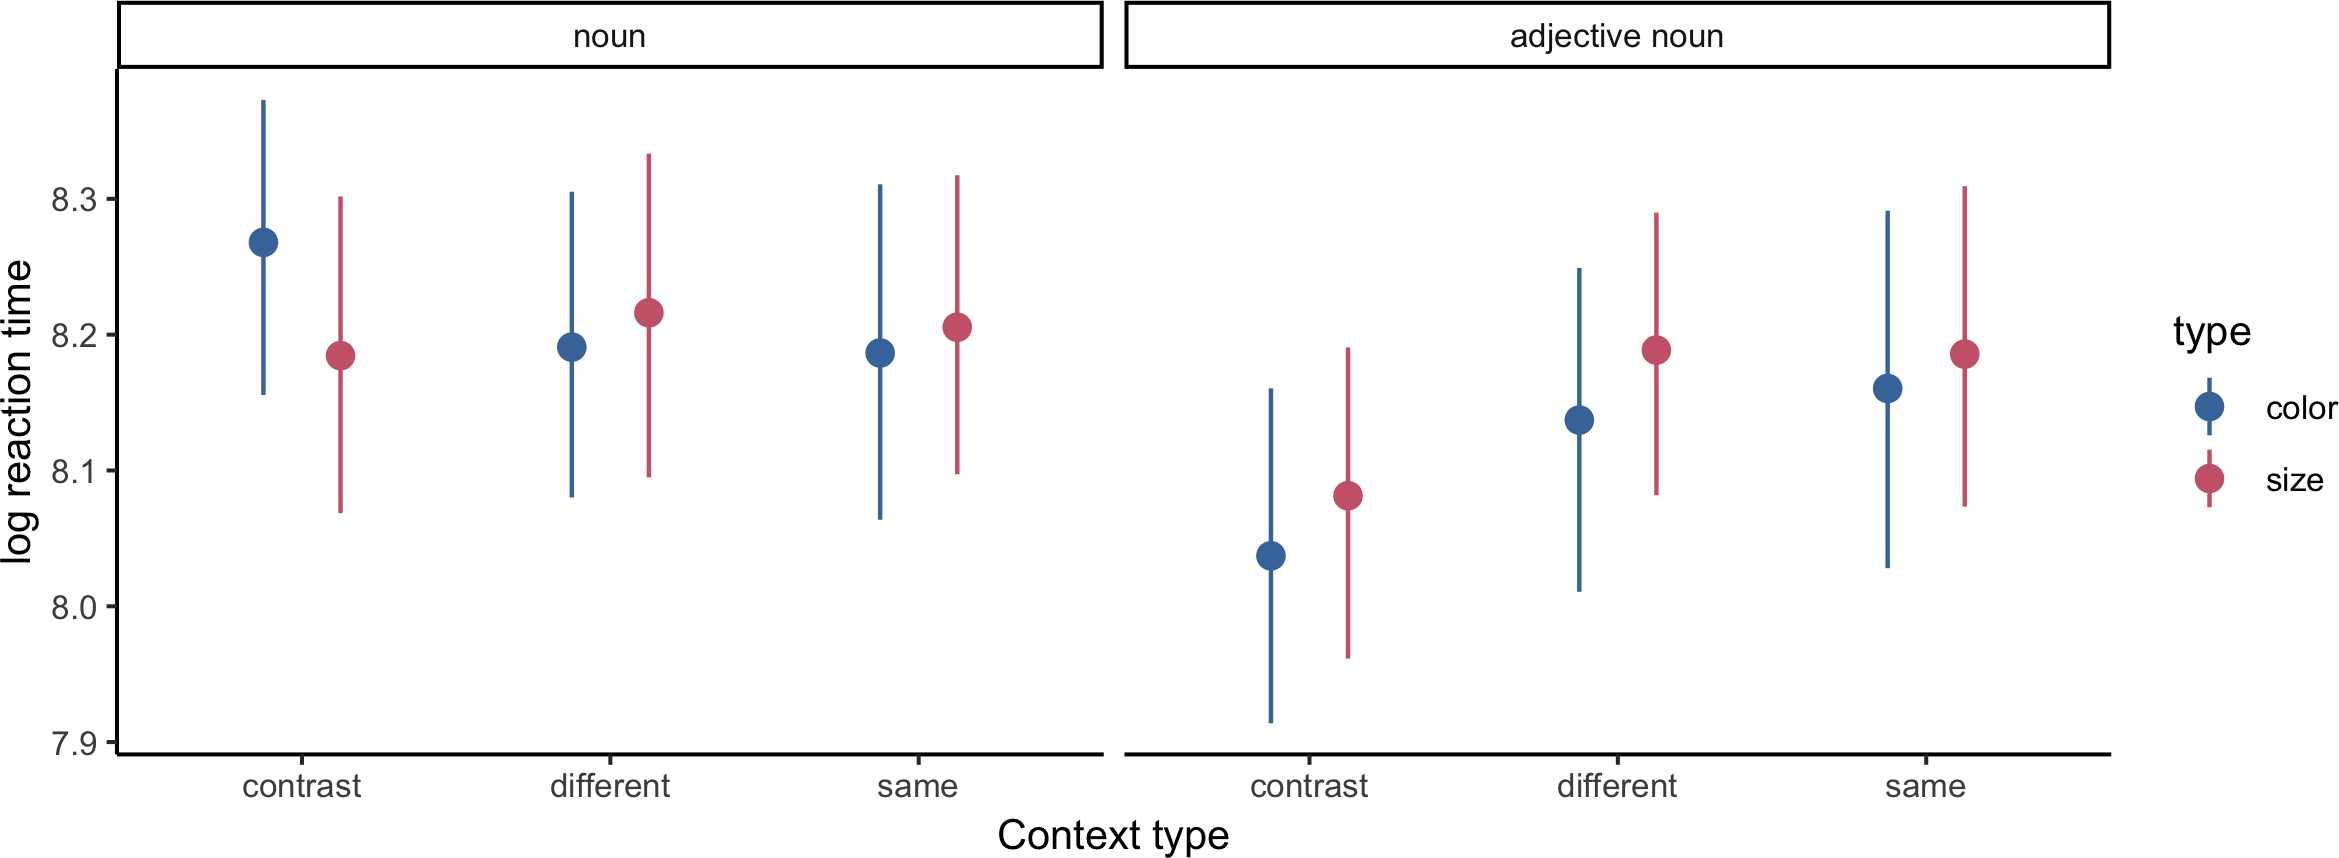 noun
adjective noun
log reaction time
8.3
8.2
8.1
8.0
7.9
contrast
different
same
contrast
different
same
Context type
type
color
size